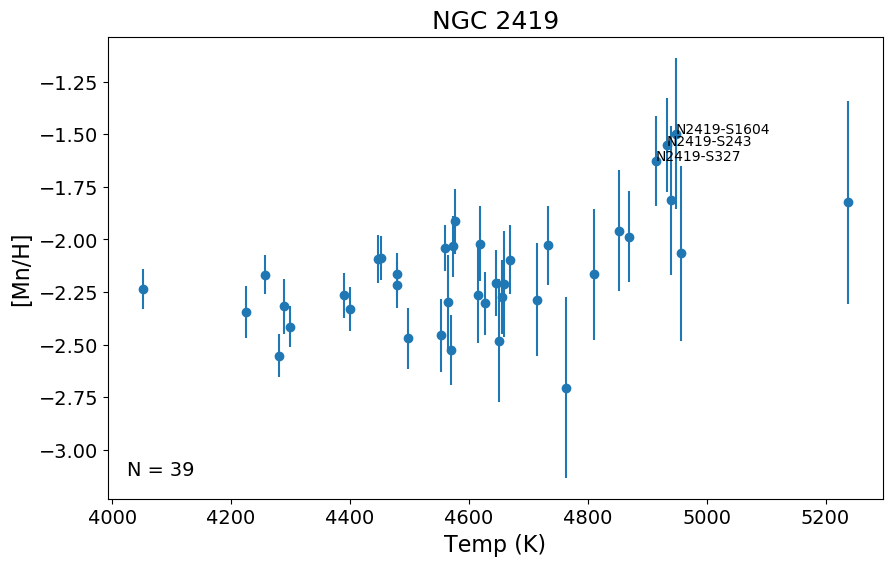 NGC 2419
[Mn/H]
−1.25
−1.50
−1.75
−2.00
−2.25
−2.50
−2.75
−3.00
N2419-S1604
N2419-S243
N2419-S327
N = 39
4000 4200 4400 4600 4800 5000 5200
Temp (K)